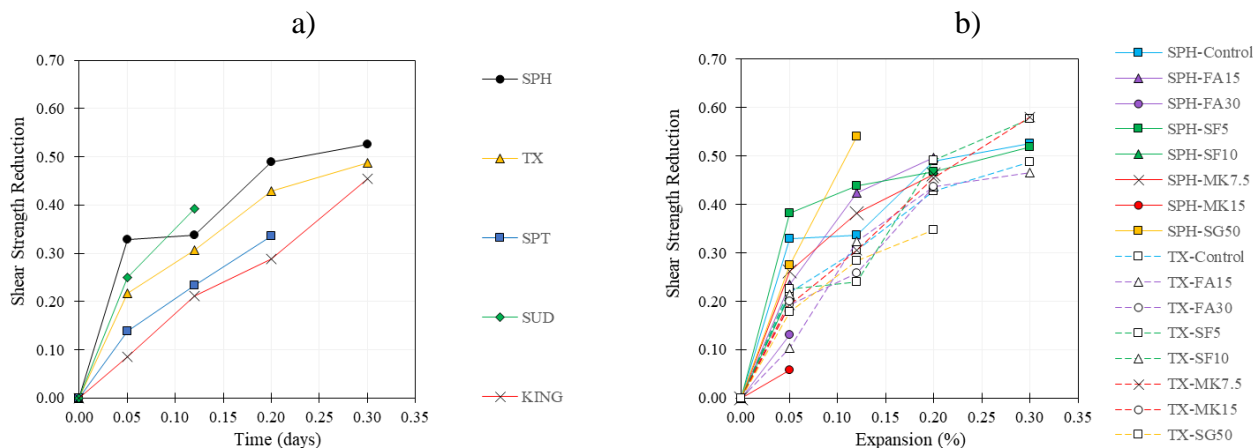 a)
0.70
0.60
0.50
0.40
0.30
0.20
0.10
0.00
Shear Strength Reduction
0.00 0.05 0.10 0.15 0.20 0.25 0.30 0.35
Time (days)
SPH
TX
SPT
SUD
KING
b)
0.70
0.60
0.50
0.40
0.30
0.20
0.10
0.00
Shear Strength Reduction
0.00 0.05 0.10 0.15 0.20 0.25 0.30 0.35
Expansion (%)
SPH-Control
SPH-FA15
SPH-FA30
SPH-SF5
SPH-SF10
SPH-MK7.5
SPH-MK15
SPH-SG50
TX-Control
TX-FA15
TX-FA30
TX-SF5
TX-SF10
TX-MK7.5
TX-MK15
TX-SG50